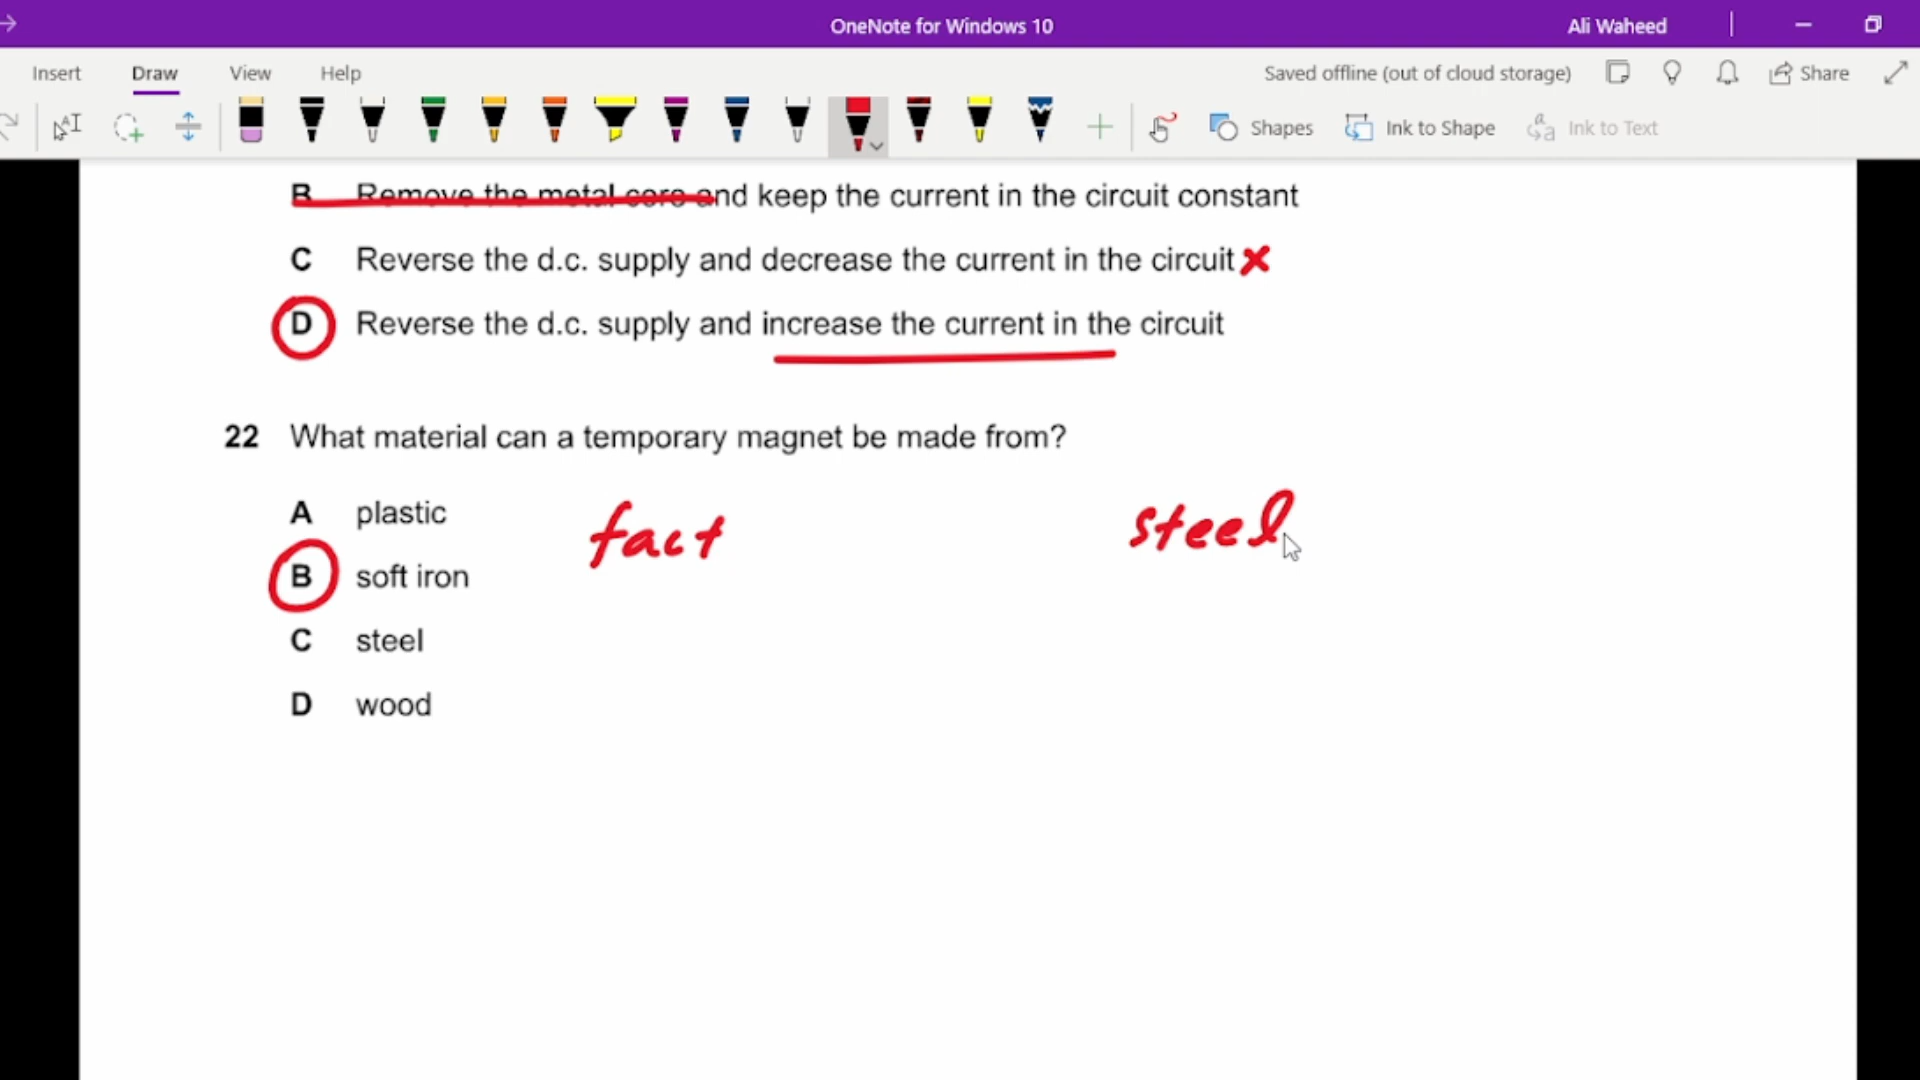 OneNote for Windows 10 Ali Waheed
Insert Draw View Help Saved offline (out of cloud storage) Share
Shapes Ink to Shape Ink to Text
B Remove the metal core and keep the current in the circuit constant
C Reverse the d.c. supply and decrease the current in the circuit
D Reverse the d.c. supply and increase the current in the circuit
22 What material can a temporary magnet be made from?
A plastic
fact steel
B soft iron
C steel
D wood